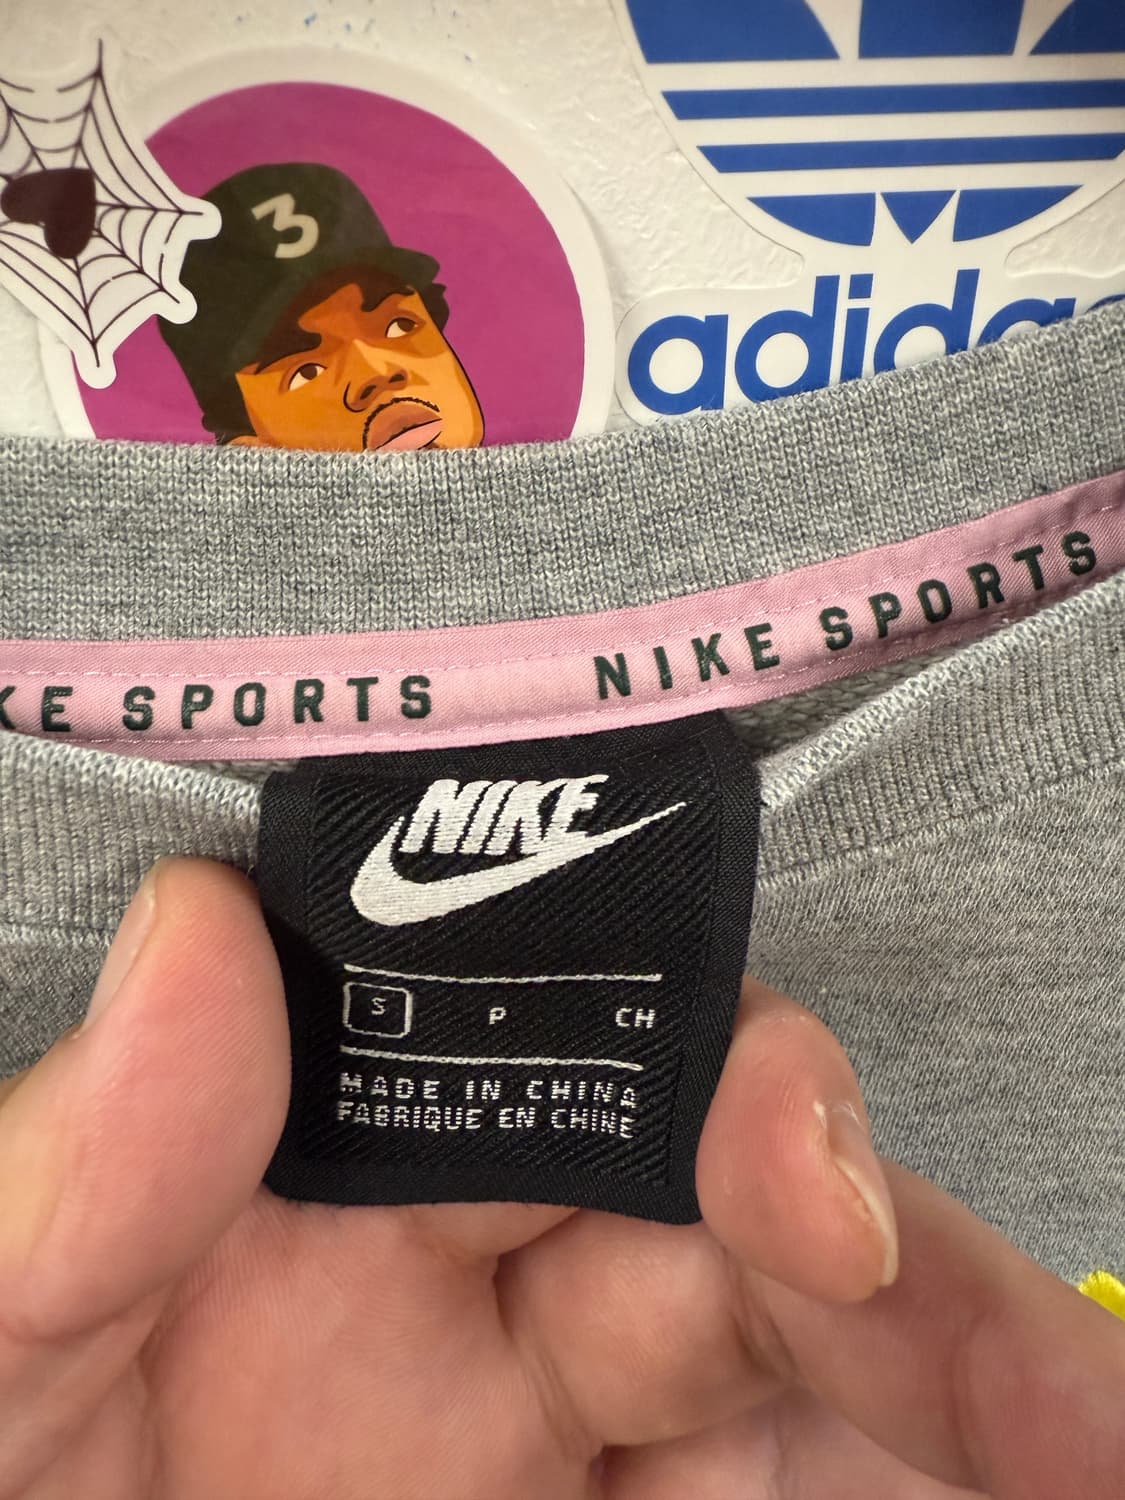 3
adidas
KE SPORTS NIKE SPORTS
NIKE
S P CH
MADE IN CHINA
FABRIQUE EN CHINE